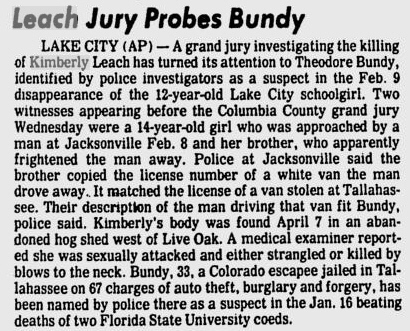 Leach Jury Probes Bundy
LAKE CITY (AP) — A grand jury investigating the killing
of Kimberly Leach has turned its attention to Theodore Bundy,
identified by police investigators as a suspect in the Feb. 9
disappearance of the 12-year-old Lake City schoolgirl. Two
witnesses appearing before the Columbia County grand jury
Wednesday were a 14-year-old girl who was approached by a
man at Jacksonville Feb. 8 and her brother, who apparently
frightened the man away. Police at Jacksonville said the
brother copied the license number of a white van the man
drove away. It matched the license of a van stolen at Tallahas-
see. Their description of the man driving that van fit Bundy,
police said. Kimberly's body was found April 7 in an aban-
doned hog shed west of Live Oak. A medical examiner report-
ed she was sexually attacked and either strangled or killed by
blows to the neck. Bundy, 33, a Colorado escapee jailed in Tal-
lahassee on 67 charges of auto theft, burglary and forgery, has
been named by police there as a suspect in the Jan. 16 beating
deaths of two Florida State University coeds.